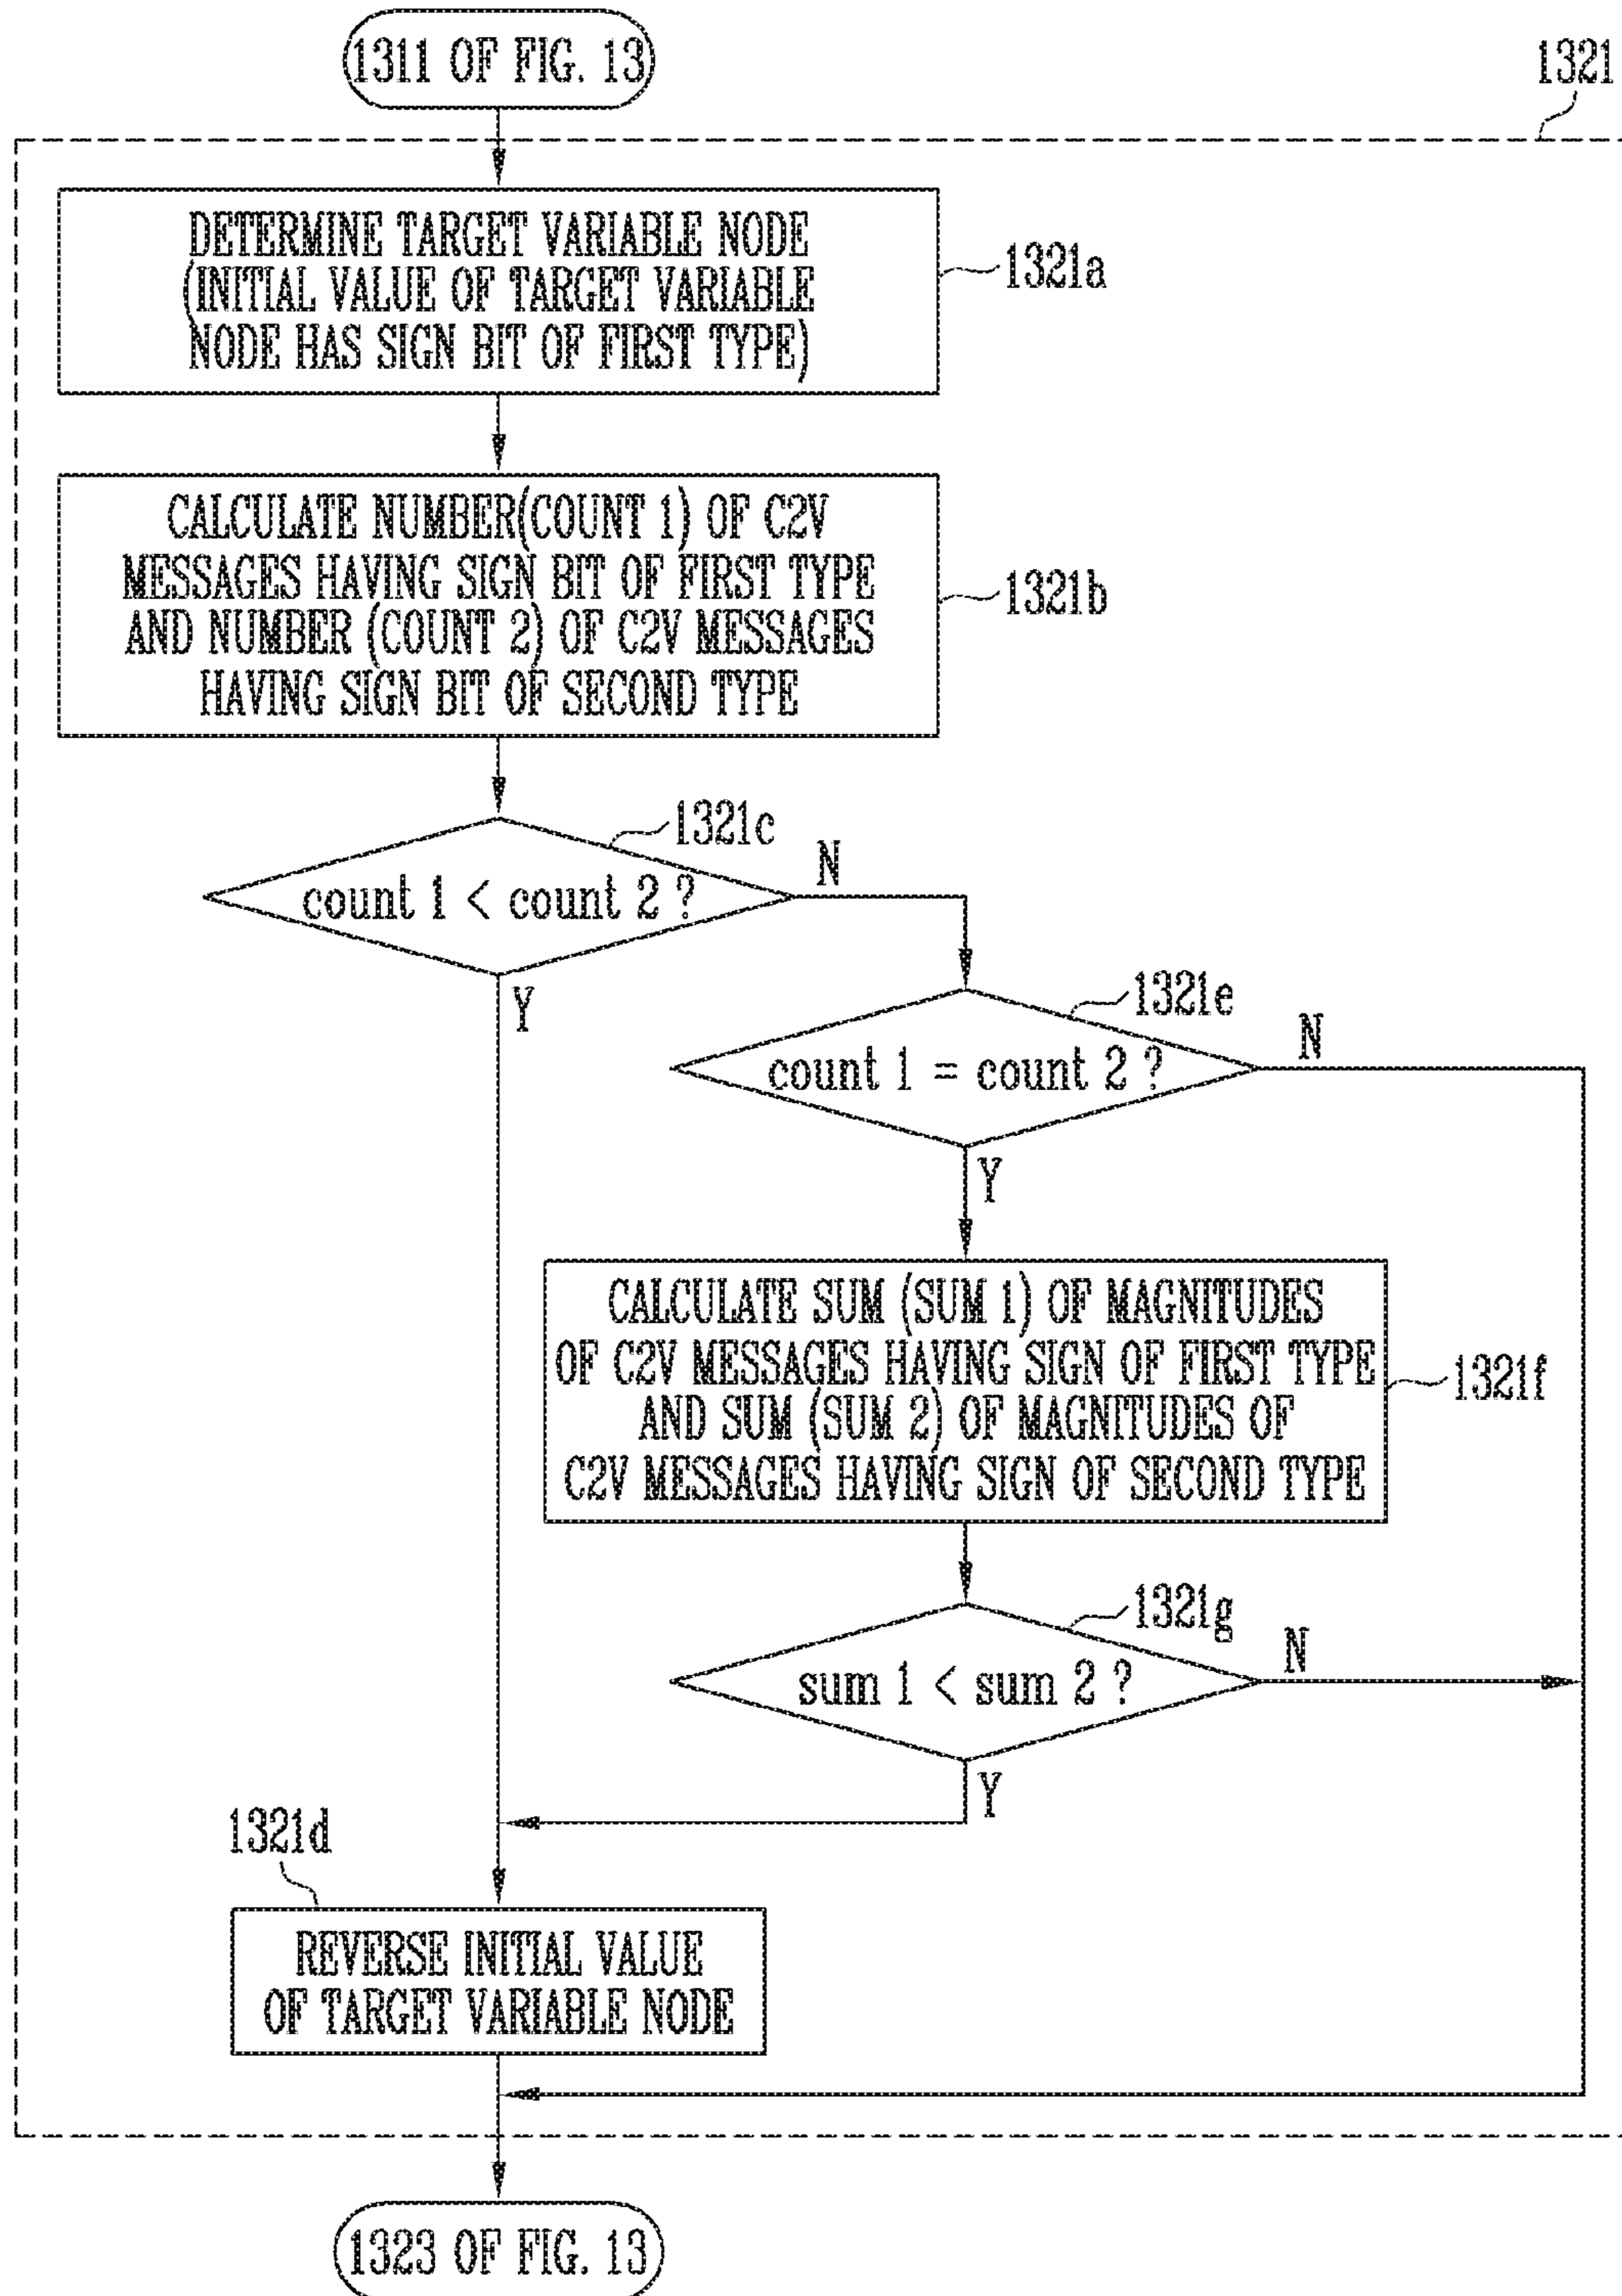 1311 OF FIG. 13
1321
DETERMINE TARGET VARIABLE NODE
(INITIAL VALUE OF TARGET VARIABLE
NODE HAS SIGN BIT OF FIRST TYPE)
1321a
CALCULATE NUMBER(COUNT 1) OF C2V
MESSAGES HAVING SIGN BIT OF FIRST TYPE
AND NUMBER (COUNT 2) OF C2V MESSAGES
HAVING SIGN BIT OF SECOND TYPE
1321b
1321c
count 1 < count 2 ?
N
Y
1321e
count 1 = count 2 ?
N
Y
CALCULATE SUM (SUM 1) OF MAGNITUDES
OF C2V MESSAGES HAVING SIGN OF FIRST TYPE
AND SUM (SUM 2) OF MAGNITUDES OF
C2V MESSAGES HAVING SIGN OF SECOND TYPE
1321f
1321g
sum 1 < sum 2 ?
N
Y
1321d
REVERSE INITIAL VALUE
OF TARGET VARIABLE NODE
1323 OF FIG. 13